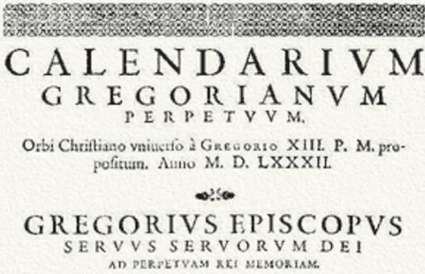 CALENDARIVM
GREGORIANVM
PERPETVVM.
Orbi Chriſtiano vniuerſo à GREGORIO XIII. P. M. pro-
poſitum. Anno M. D. LXXXII.
GREGORIVS EPISCOPVS
SERVVS SERVORVM DEI
AD PERPETVAM REI MEMORIAM.